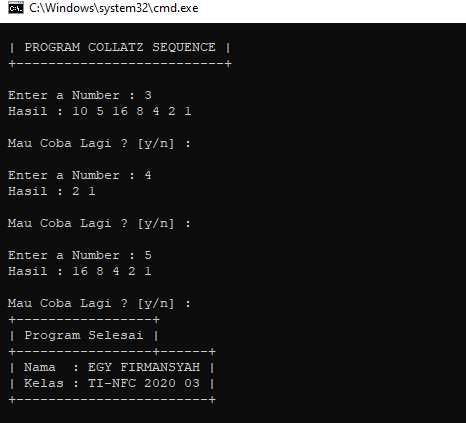 C:\Windows\system32\cmd.exe
| PROGRAM COLLATZ SEQUENCE |
+--------------------------+
Enter a Number : 3
Hasil : 10 5 16 8 4 2 1
Mau Coba Lagi ? [y/n] :
Enter a Number : 4
Hasil : 2 1
Mau Coba Lagi ? [y/n] :
Enter a Number : 5
Hasil : 16 8 4 2 1
Mau Coba Lagi ? [y/n] :
+-----------------+
| Program Selesai |
+-----------------+------+
| Nama  : EGY FIRMANSYAH |
| Kelas : TI-NFC 2020 03 |
+------------------------+